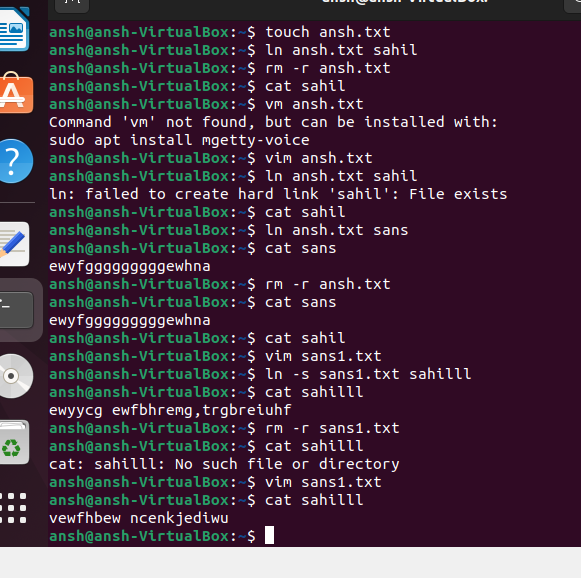 ansh@ansh-VirtualBox:~$ touch ansh.txt
ansh@ansh-VirtualBox:~$ ln ansh.txt sahil
ansh@ansh-VirtualBox:~$ rm -r ansh.txt
ansh@ansh-VirtualBox:~$ cat sahil
ansh@ansh-VirtualBox:~$ vm ansh.txt
Command 'vm' not found, but can be installed with:
sudo apt install mgetty-voice
ansh@ansh-VirtualBox:~$ vim ansh.txt
ansh@ansh-VirtualBox:~$ ln ansh.txt sahil
ln: failed to create hard link 'sahil': File exists
ansh@ansh-VirtualBox:~$ cat sahil
ansh@ansh-VirtualBox:~$ ln ansh.txt sans
ansh@ansh-VirtualBox:~$ cat sans
ewyfgggggggggewhna
ansh@ansh-VirtualBox:~$ rm -r ansh.txt
ansh@ansh-VirtualBox:~$ cat sans
ewyfgggggggggewhna
ansh@ansh-VirtualBox:~$ cat sahil
ansh@ansh-VirtualBox:~$ vim sans1.txt
ansh@ansh-VirtualBox:~$ ln -s sans1.txt sahilll
ansh@ansh-VirtualBox:~$ cat sahilll
ewyycg ewfbhremg,trgbreiuhf
ansh@ansh-VirtualBox:~$ rm -r sans1.txt
ansh@ansh-VirtualBox:~$ cat sahilll
cat: sahilll: No such file or directory
ansh@ansh-VirtualBox:~$ vim sans1.txt
ansh@ansh-VirtualBox:~$ cat sahilll
vewfhbew ncenkjediwu
ansh@ansh-VirtualBox:~$